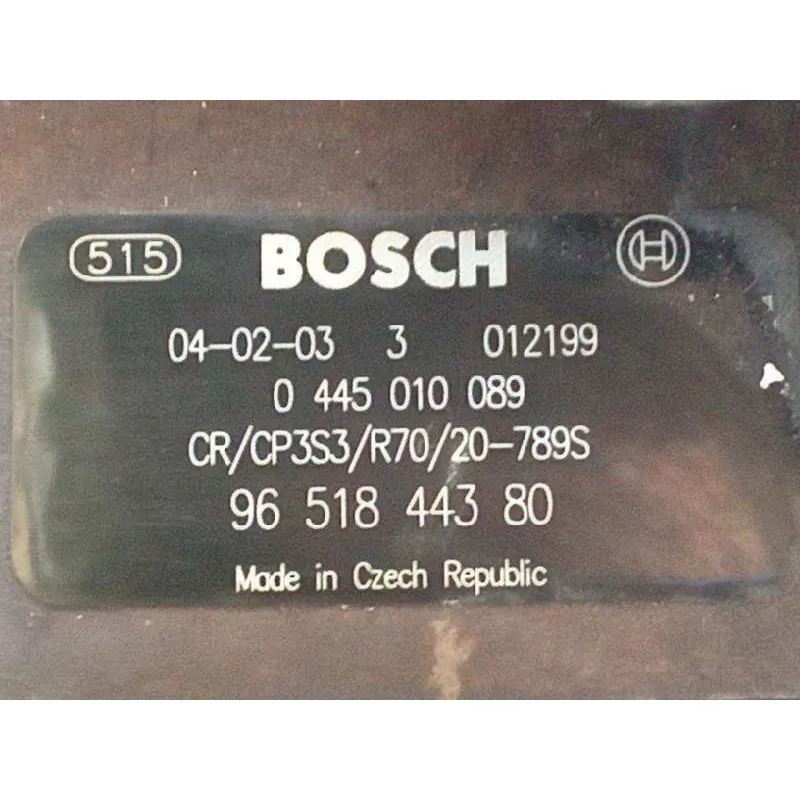 515 BOSCH
04-02-03 3 012199
0 445 010 089
CR/CP3S3/R70/20-789S
96 518 443 80
Made in Czech Republic